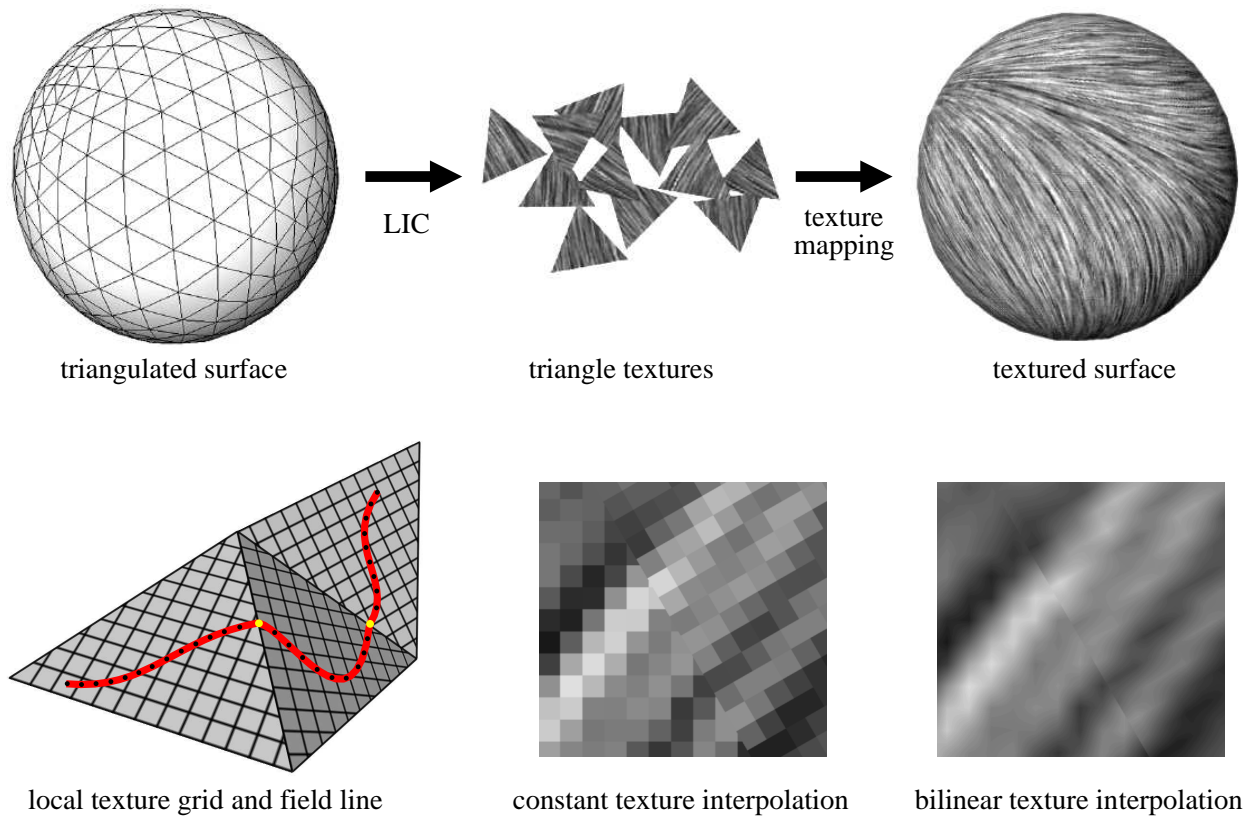 LIC
texture
mapping
triangulated surface
triangle textures
textured surface
local texture grid and field line
constant texture interpolation
bilinear texture interpolation